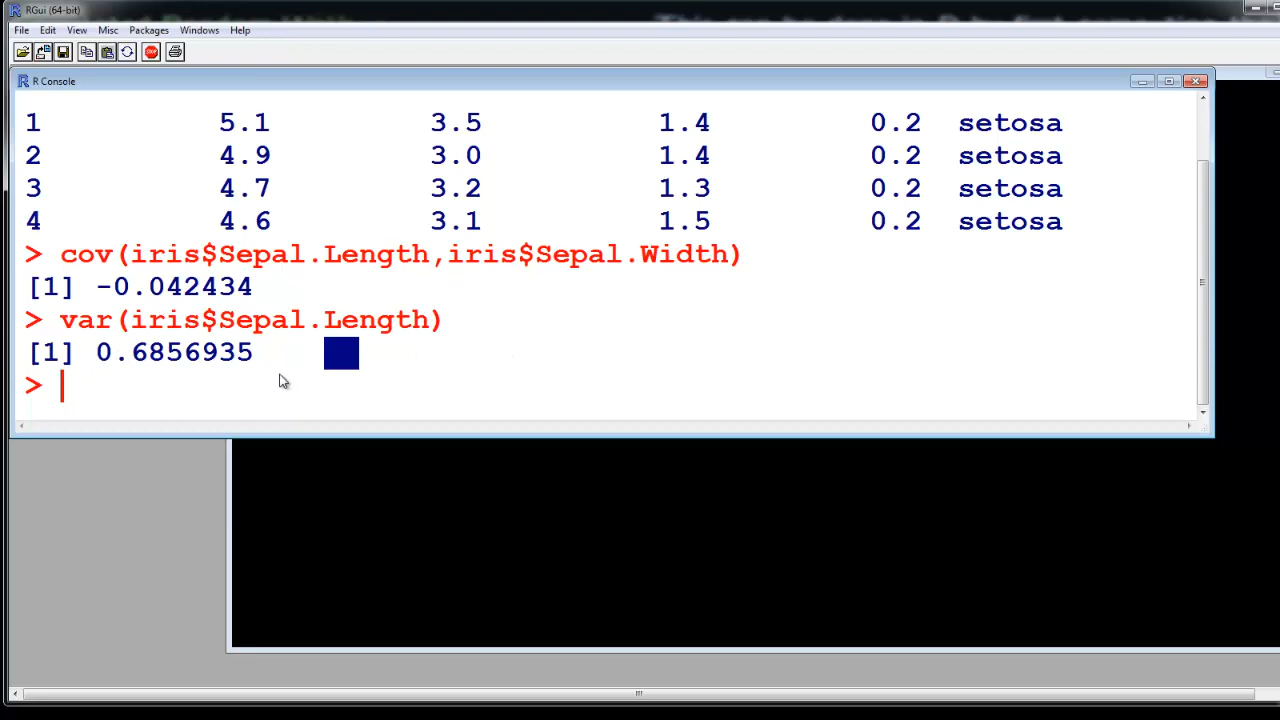 RGui (64-bit)
File Edit View Misc Packages Windows Help
R Console
1 5.1 3.5 1.4 0.2 setosa
2 4.9 3.0 1.4 0.2 setosa
3 4.7 3.2 1.3 0.2 setosa
4 4.6 3.1 1.5 0.2 setosa
> cov(iris$Sepal.Length,iris$Sepal.Width)
[1] -0.042434
> var(iris$Sepal.Length)
[1] 0.6856935
>